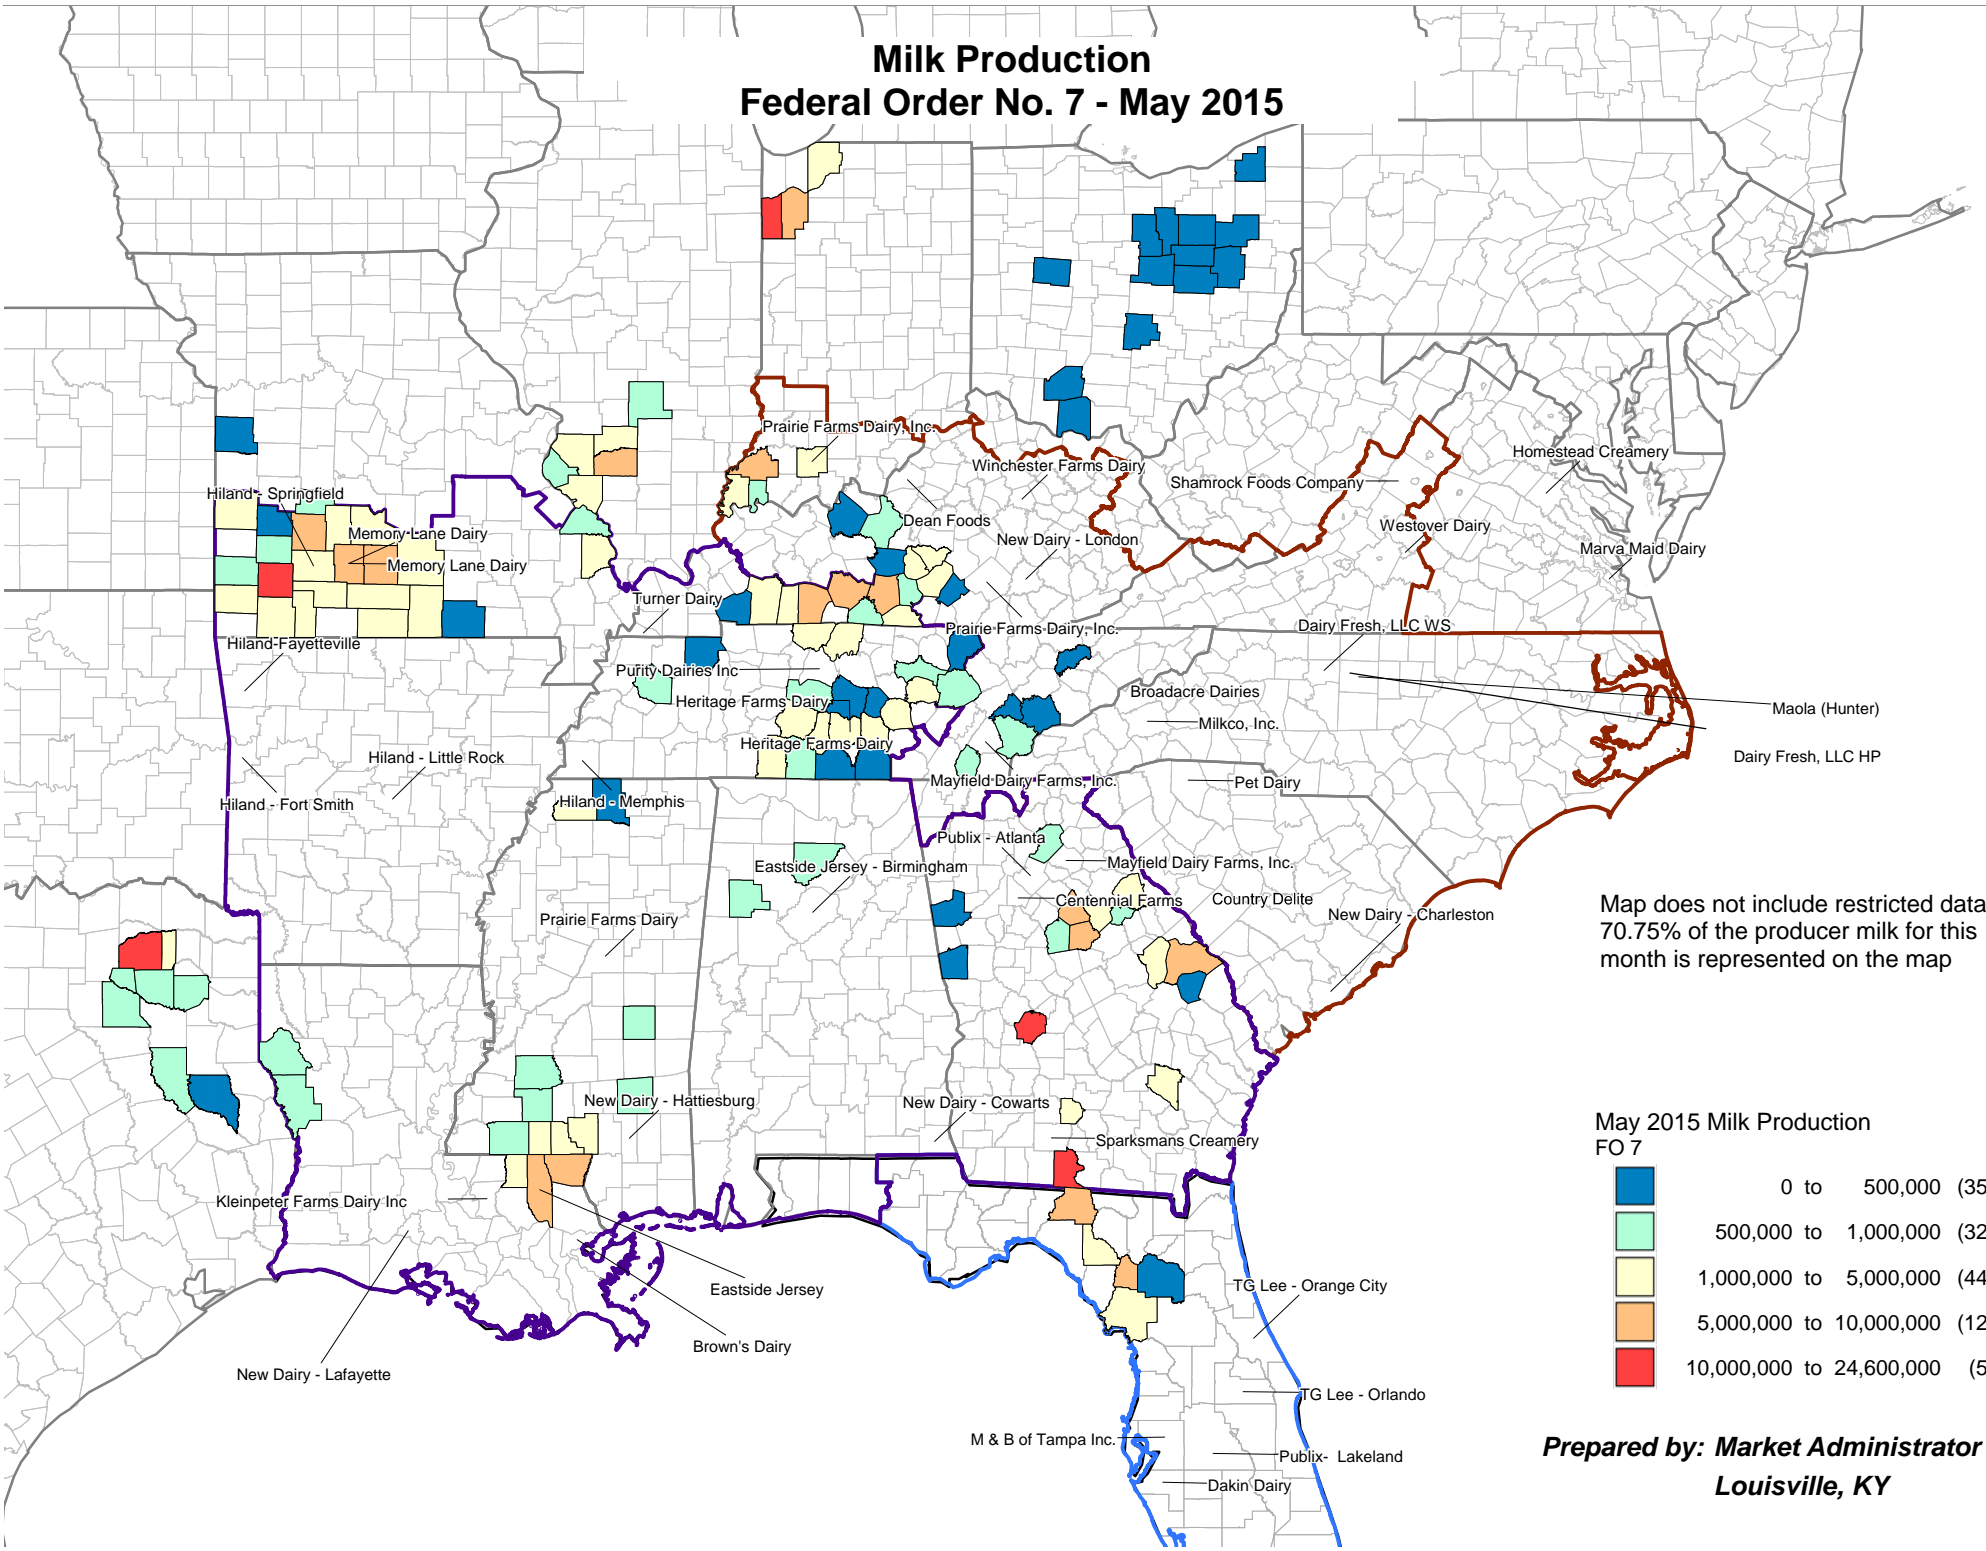 Milk Production
Federal Order No. 7 - May 2015
Prairie Farms Dairy, Inc.
Homestead Creamery
Winchester Farms Dairy
Shamrock Foods Company
Hiland - Springfield
Dean Foods
Westover Dairy
Memory Lane Dairy
New Dairy - London
Marva Maid Dairy
Memory Lane Dairy
Turner Dairy
Prairie Farms Dairy, Inc.
Dairy Fresh, LLC WS
Hiland-Fayetteville
Purity Dairies Inc
Broadacre Dairies
Heritage Farms Dairy
Maola (Hunter)
Milkco, Inc.
Heritage Farms Dairy
Hiland - Little Rock
Dairy Fresh, LLC HP
Mayfield Dairy Farms, Inc.
Pet Dairy
Hiland - Memphis
Hiland - Fort Smith
Publix - Atlanta
Eastside Jersey - Birmingham
Mayfield Dairy Farms, Inc.
Centennial Farms
Country Delite
Prairie Farms Dairy
New Dairy - Charleston
Map does not include restricted data
70.75% of the producer milk for this
month is represented on the map
New Dairy - Hattiesburg
New Dairy - Cowarts
Sparksmans Creamery
May 2015 Milk Production
FO 7
0 to 500,000 (35
500,000 to 1,000,000 (32
1,000,000 to 5,000,000 (44
5,000,000 to 10,000,000 (12
10,000,000 to 24,600,000 (5
Kleinpeter Farms Dairy Inc
Eastside Jersey
TG Lee - Orange City
Brown's Dairy
New Dairy - Lafayette
TG Lee - Orlando
M & B of Tampa Inc.
Publix- Lakeland
Dakin Dairy
Prepared by: Market Administrator
Louisville, KY